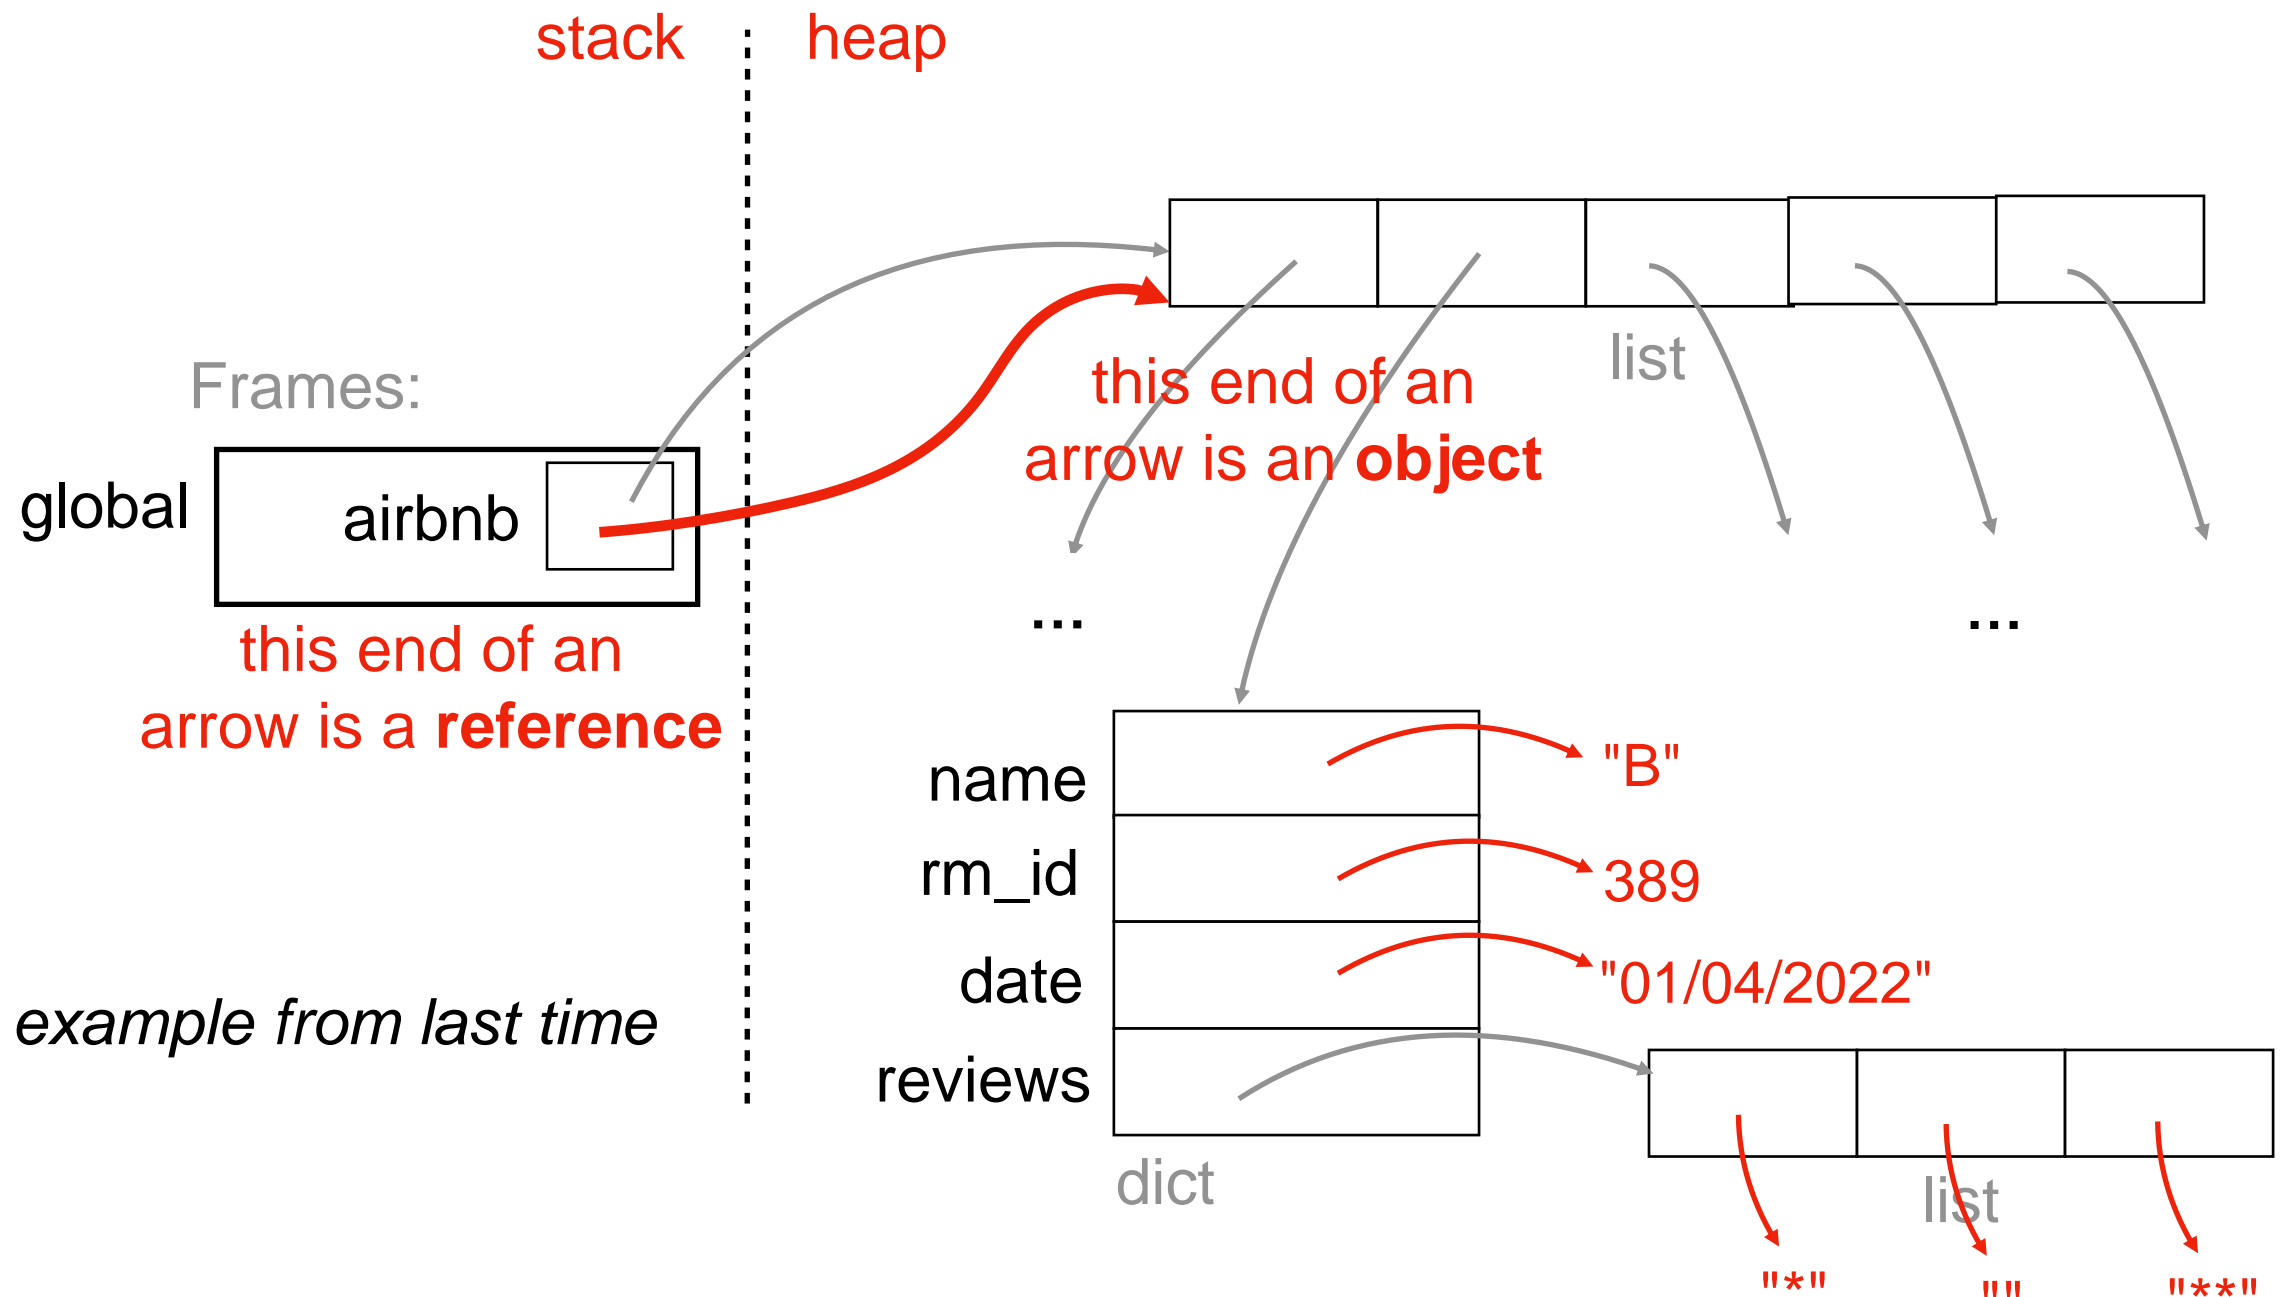 stack
heap
Frames:
global
airbnb
this end of an
arrow is a reference
this end of an
arrow is an object
list
...
...
name
"B"
rm_id
389
date
"01/04/2022"
reviews
dict
list
"*"
""
"**"
example from last time